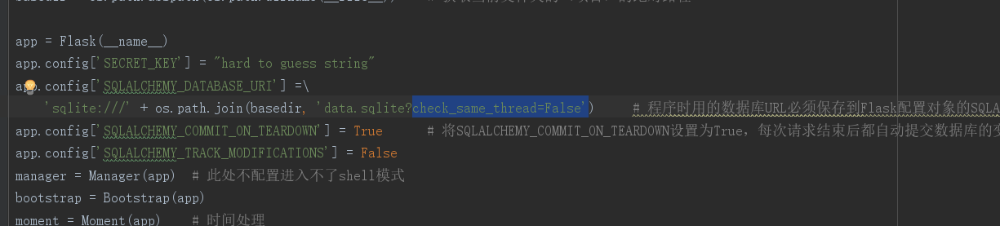 app = Flask(__name__)
app.config['SECRET_KEY'] = "hard to guess string"
app.config['SQLALCHEMY_DATABASE_URI'] =\
'sqlite:///' + os.path.join(basedir, 'data.sqlite?check_same_thread=False') # 程序时用的数据库URL必须保存到Flask配置对象的SQLA
app.config['SQLALCHEMY_COMMIT_ON_TEARDOWN'] = True # 将SQLALCHEMY_COMMIT_ON_TEARDOWN设置为True，每次请求结束后都自动提交数据库的变
app.config['SQLALCHEMY_TRACK_MODIFICATIONS'] = False
manager = Manager(app) # 此处不配置进入不了shell模式
bootstrap = Bootstrap(app)
moment = Moment(app) # 时间处理